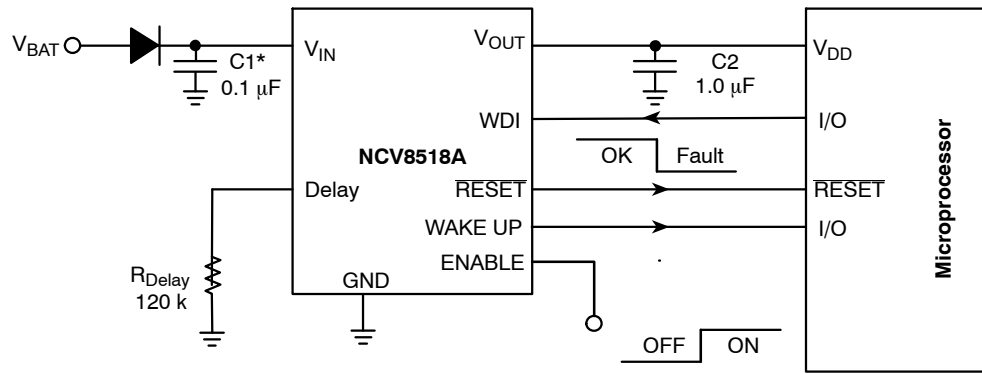 V_BAT
C1*
0.1 μF
V_IN
V_OUT
C2
1.0 μF
V_DD
WDI
I/O
NCV8518A
OK
Fault
Delay
RESET
RESET
WAKE UP
I/O
ENABLE
R_Delay
120 k
GND
OFF
ON
Microprocessor